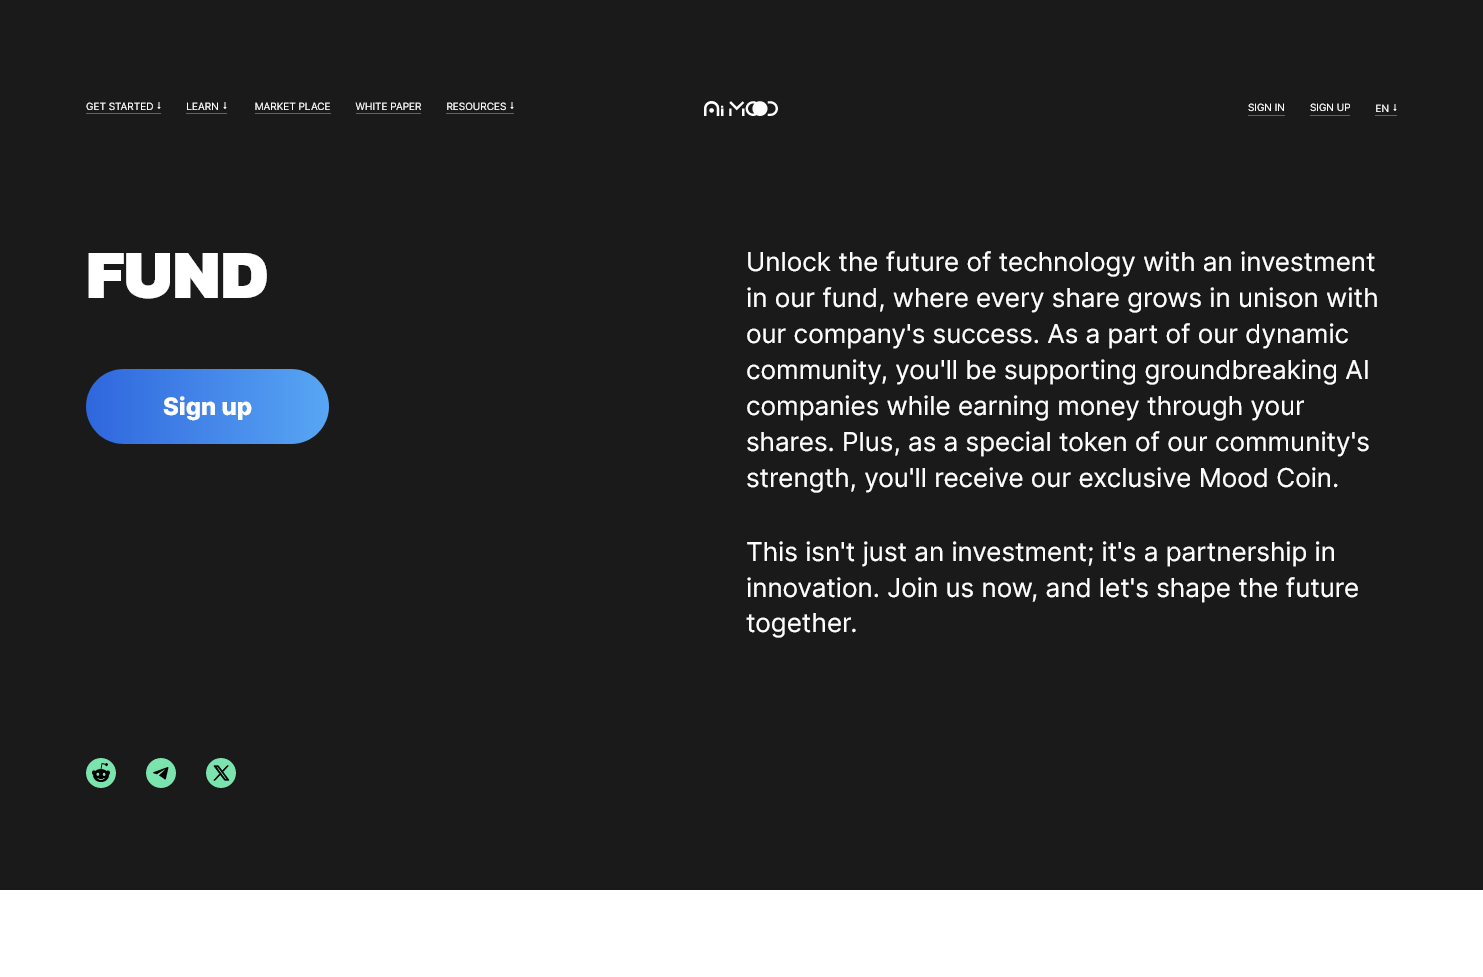 GET STARTED ↓ LEARN ↓ MARKET PLACE WHITE PAPER RESOURCES ↓ Ai MOOD SIGN IN SIGN UP EN ↓
FUND
Sign up
Unlock the future of technology with an investment
in our fund, where every share grows in unison with
our company's success. As a part of our dynamic
community, you'll be supporting groundbreaking AI
companies while earning money through your
shares. Plus, as a special token of our community's
strength, you'll receive our exclusive Mood Coin.
This isn't just an investment; it's a partnership in
innovation. Join us now, and let's shape the future
together.